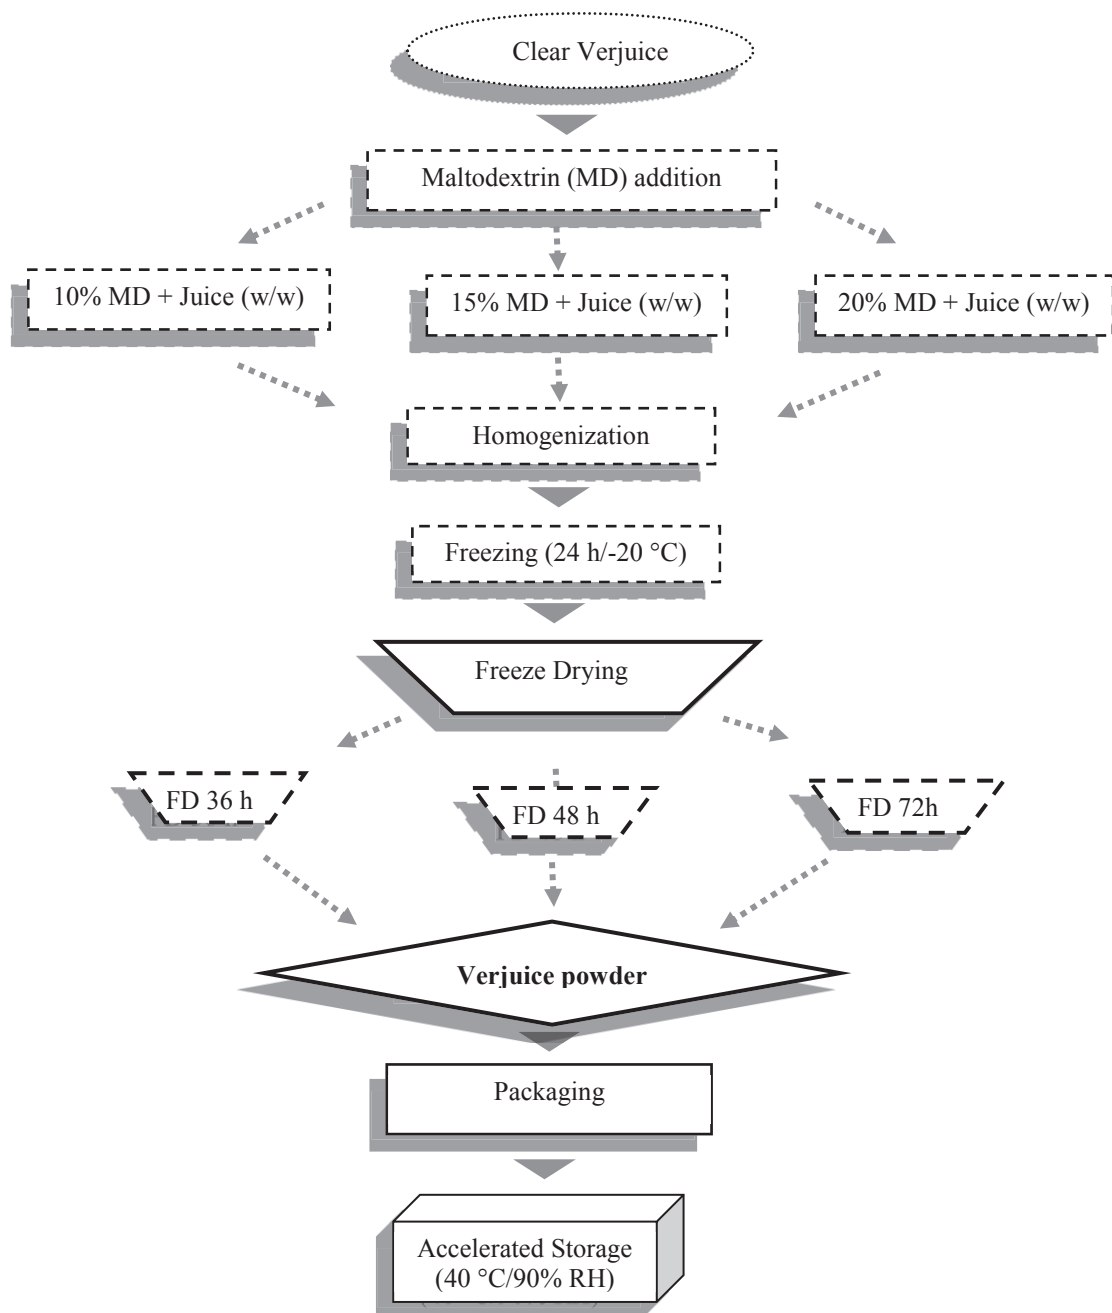 Clear Verjuice
Maltodextrin (MD) addition
10% MD + Juice (w/w)
15% MD + Juice (w/w)
20% MD + Juice (w/w)
Homogenization
Freezing (24 h/-20 °C)
Freeze Drying
FD 36 h
FD 48 h
FD 72h
Verjuice powder
Packaging
Accelerated Storage
(40 °C/90% RH)